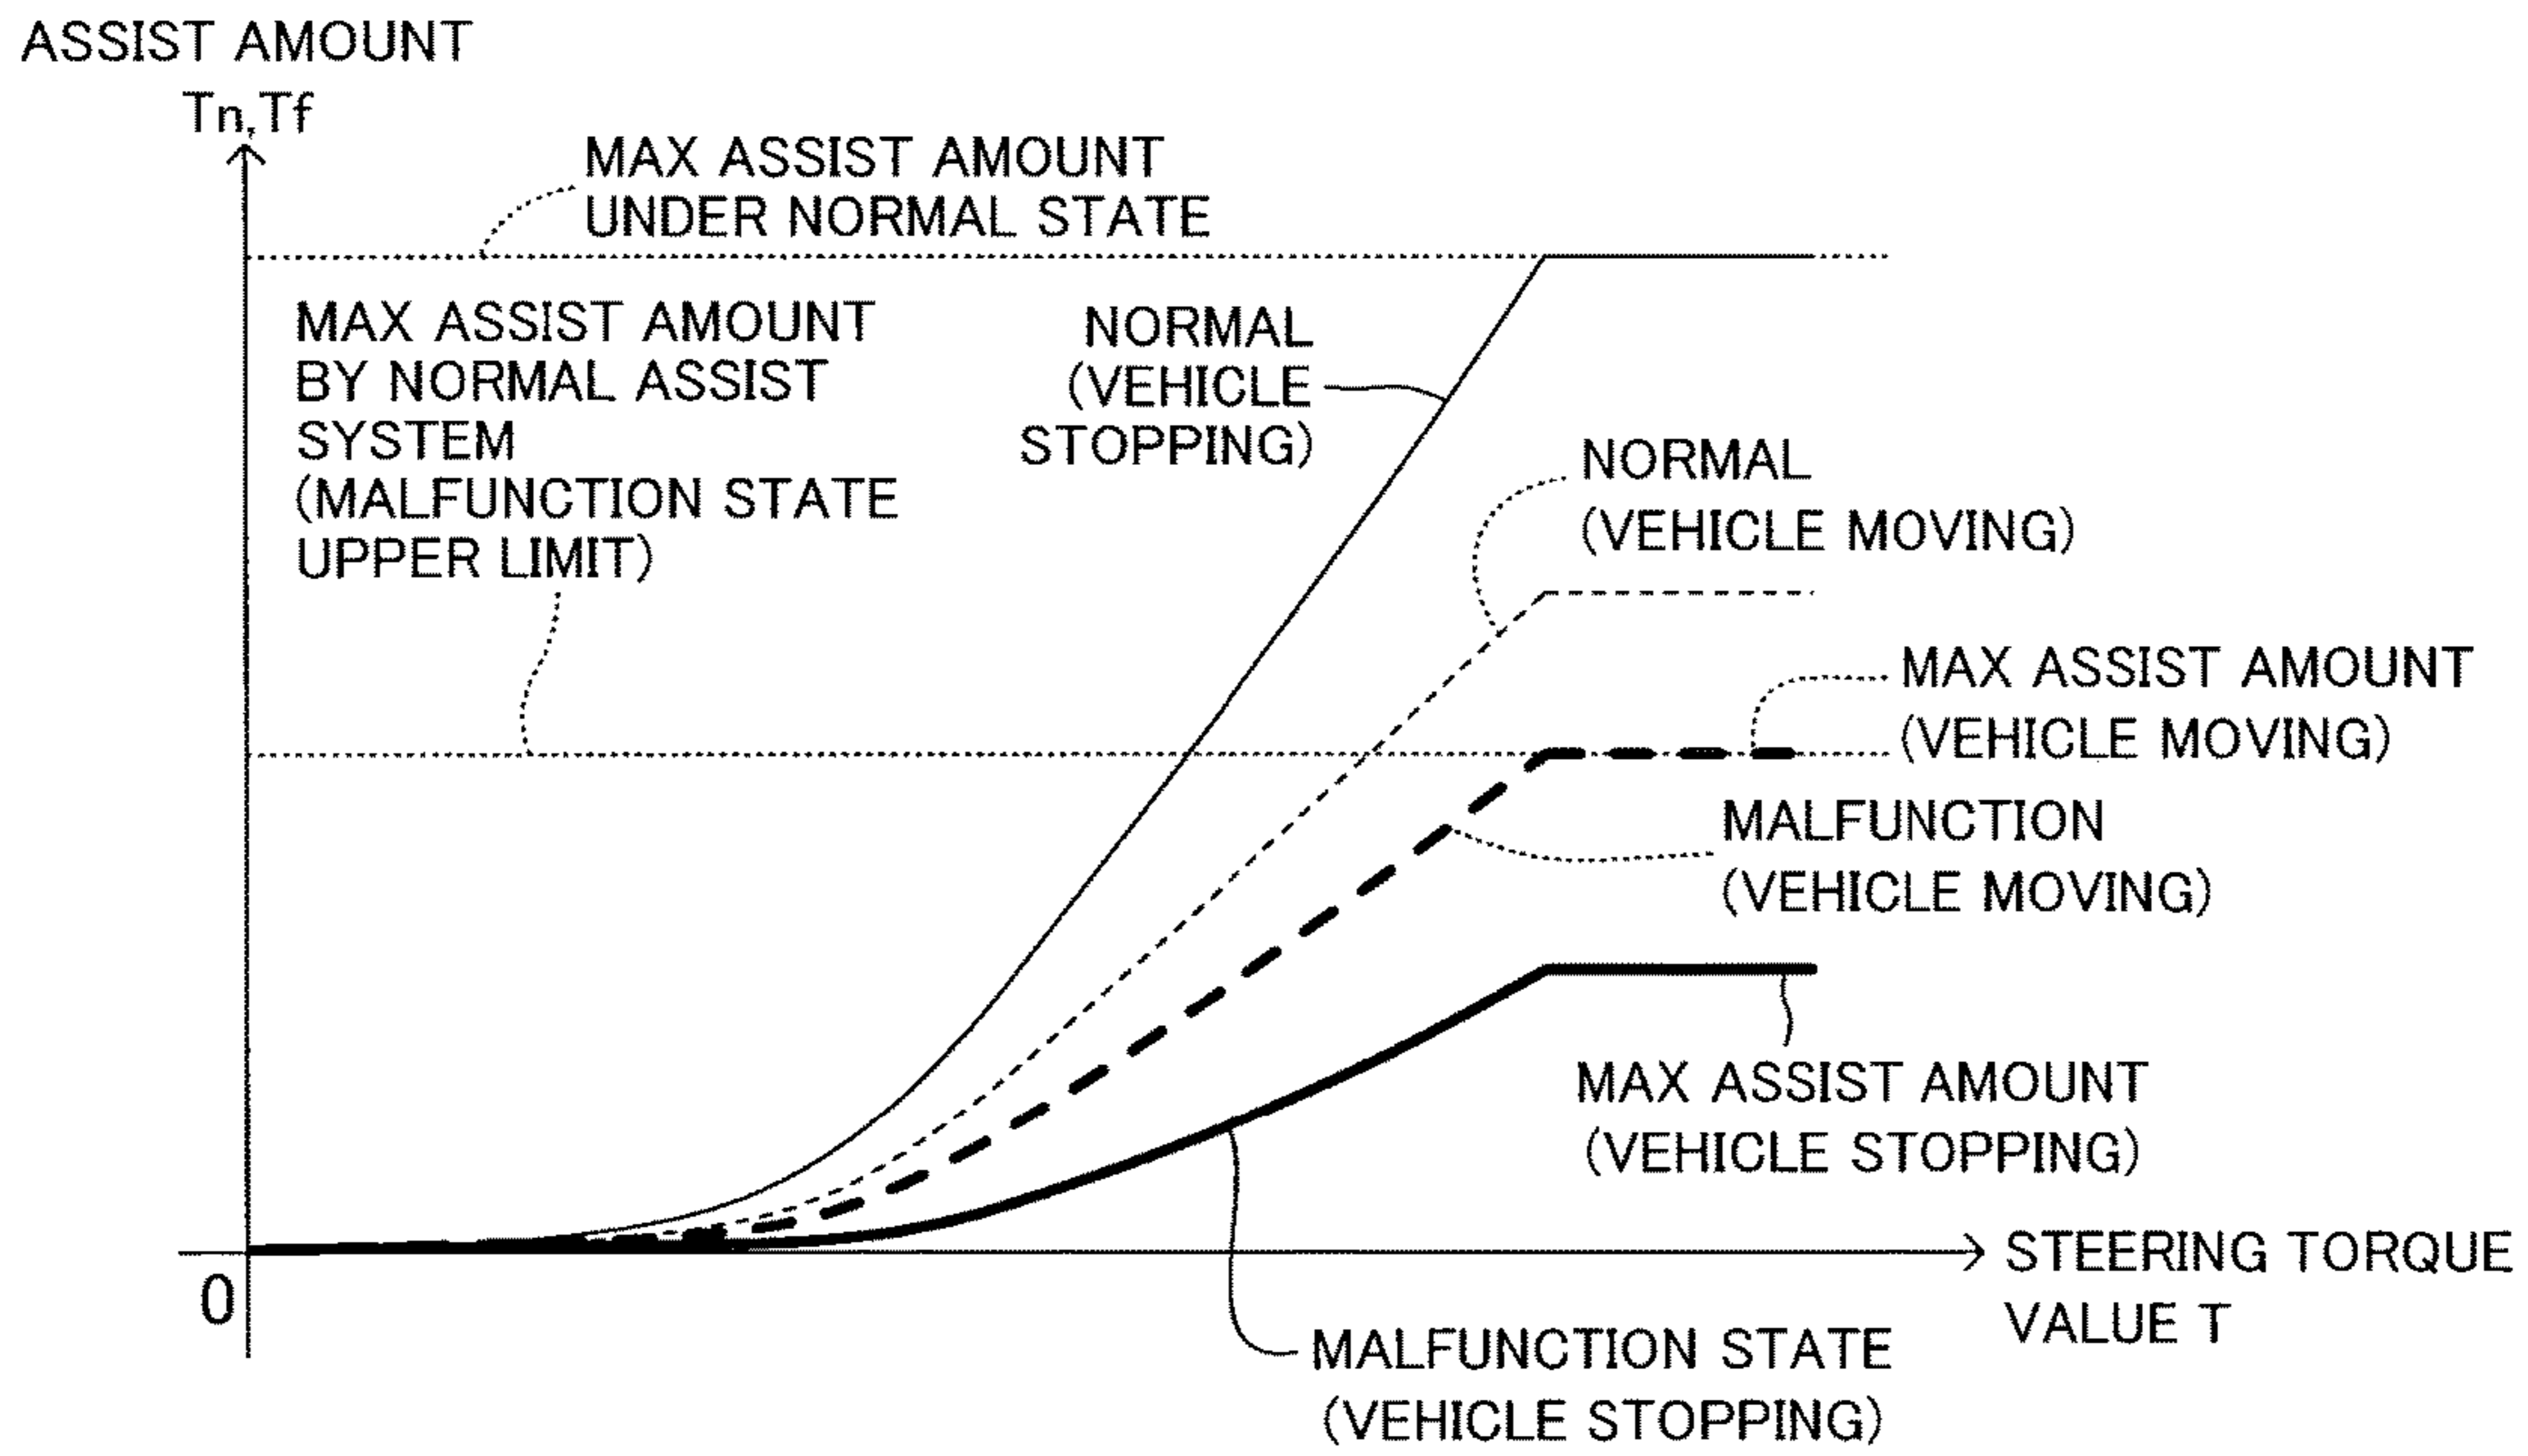 ASSIST AMOUNT
Tn,Tf
MAX ASSIST AMOUNT
UNDER NORMAL STATE
MAX ASSIST AMOUNT
BY NORMAL ASSIST
SYSTEM
(MALFUNCTION STATE
UPPER LIMIT)
NORMAL
(VEHICLE
STOPPING)
NORMAL
(VEHICLE MOVING)
MAX ASSIST AMOUNT
(VEHICLE MOVING)
MALFUNCTION
(VEHICLE MOVING)
MAX ASSIST AMOUNT
(VEHICLE STOPPING)
STEERING TORQUE
VALUE T
0
MALFUNCTION STATE
(VEHICLE STOPPING)